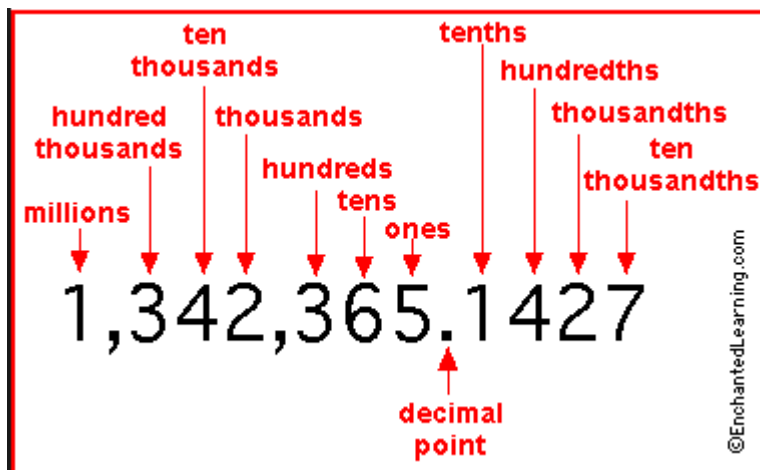 ten
thousands
tenths
hundredths
hundred
thousands
thousands
thousandths
hundreds
ten
thousandths
millions
tens
ones
1,342,365.1427
decimal
point
©EnchantedLearning.com